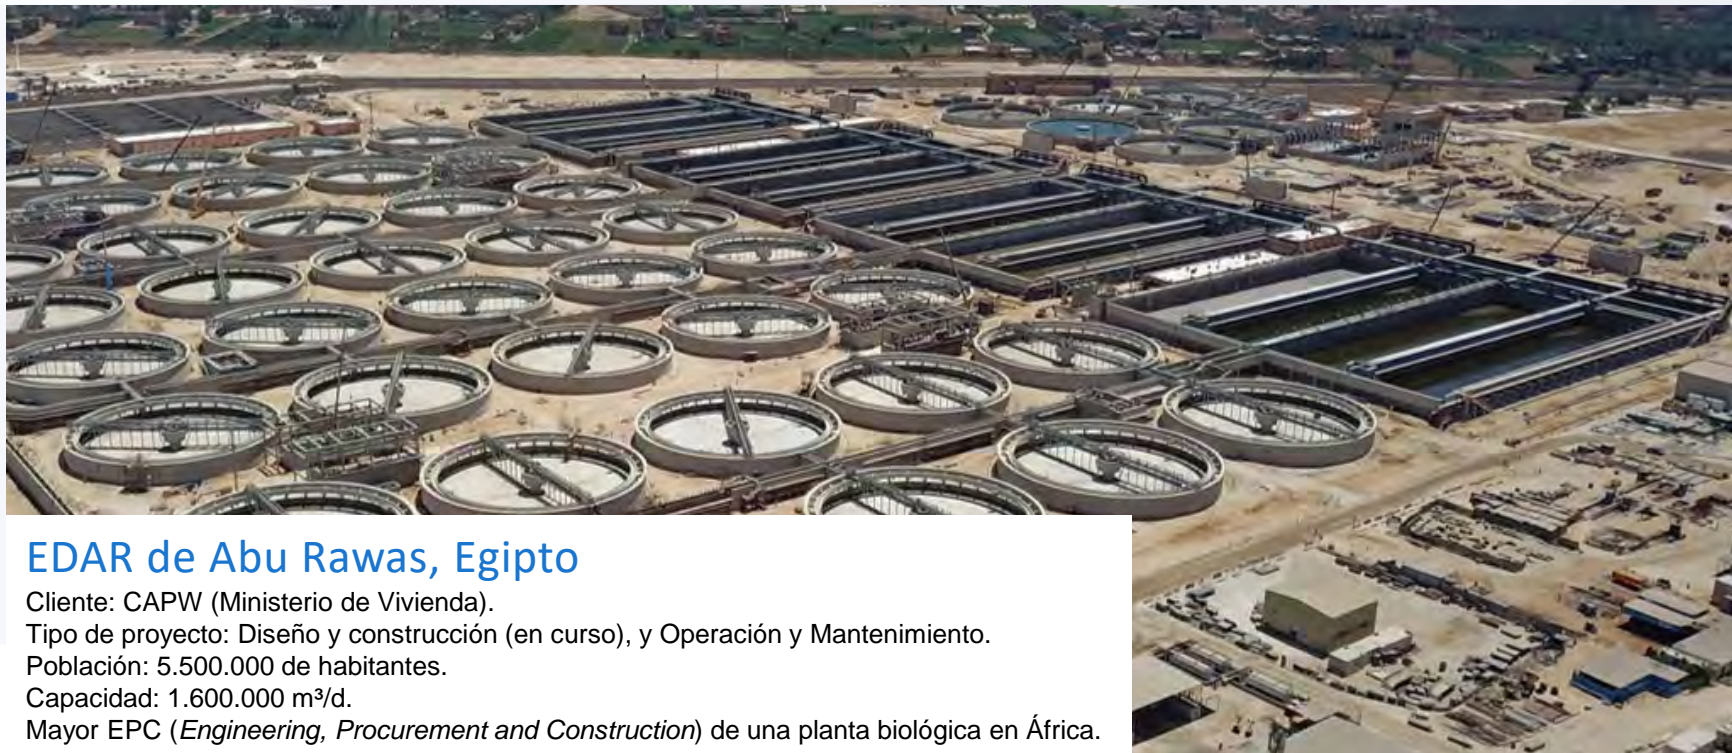 EDAR de Abu Rawas, Egipto
Cliente: CAPW (Ministerio de Vivienda).
Tipo de proyecto: Diseño y construcción (en curso), y Operación y Mantenimiento.
Población: 5.500.000 de habitantes.
Capacidad: 1.600.000 m³/d.
Mayor EPC (Engineering, Procurement and Construction) de una planta biológica en África.